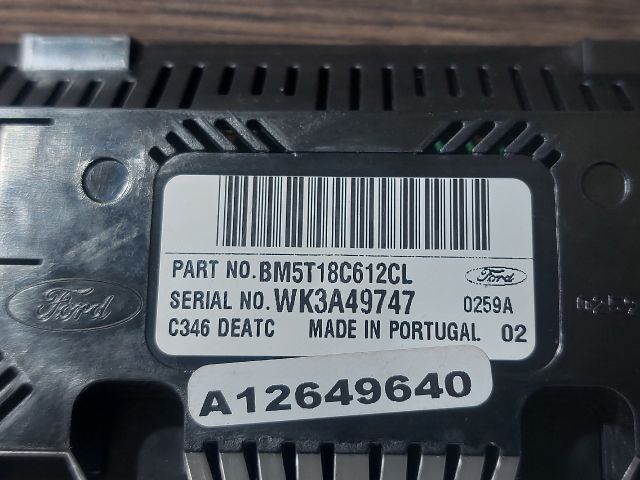 PART NO. BM5T18C612CL Ford
SERIAL NO. WK3A49747 0259A
C346 DEATC MADE IN PORTUGAL 02
A12649640
Ford